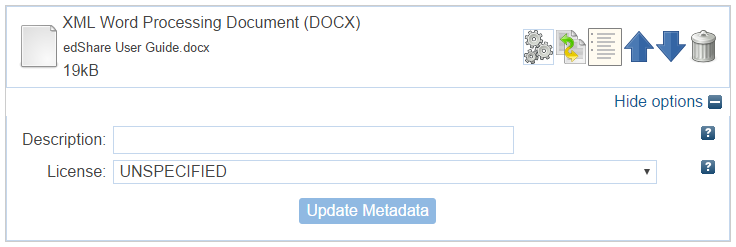 XML Word Processing Document (DOCX)
edShare User Guide.docx
19kB
Hide options
Description:
?
License: UNSPECIFIED
?
Update Metadata